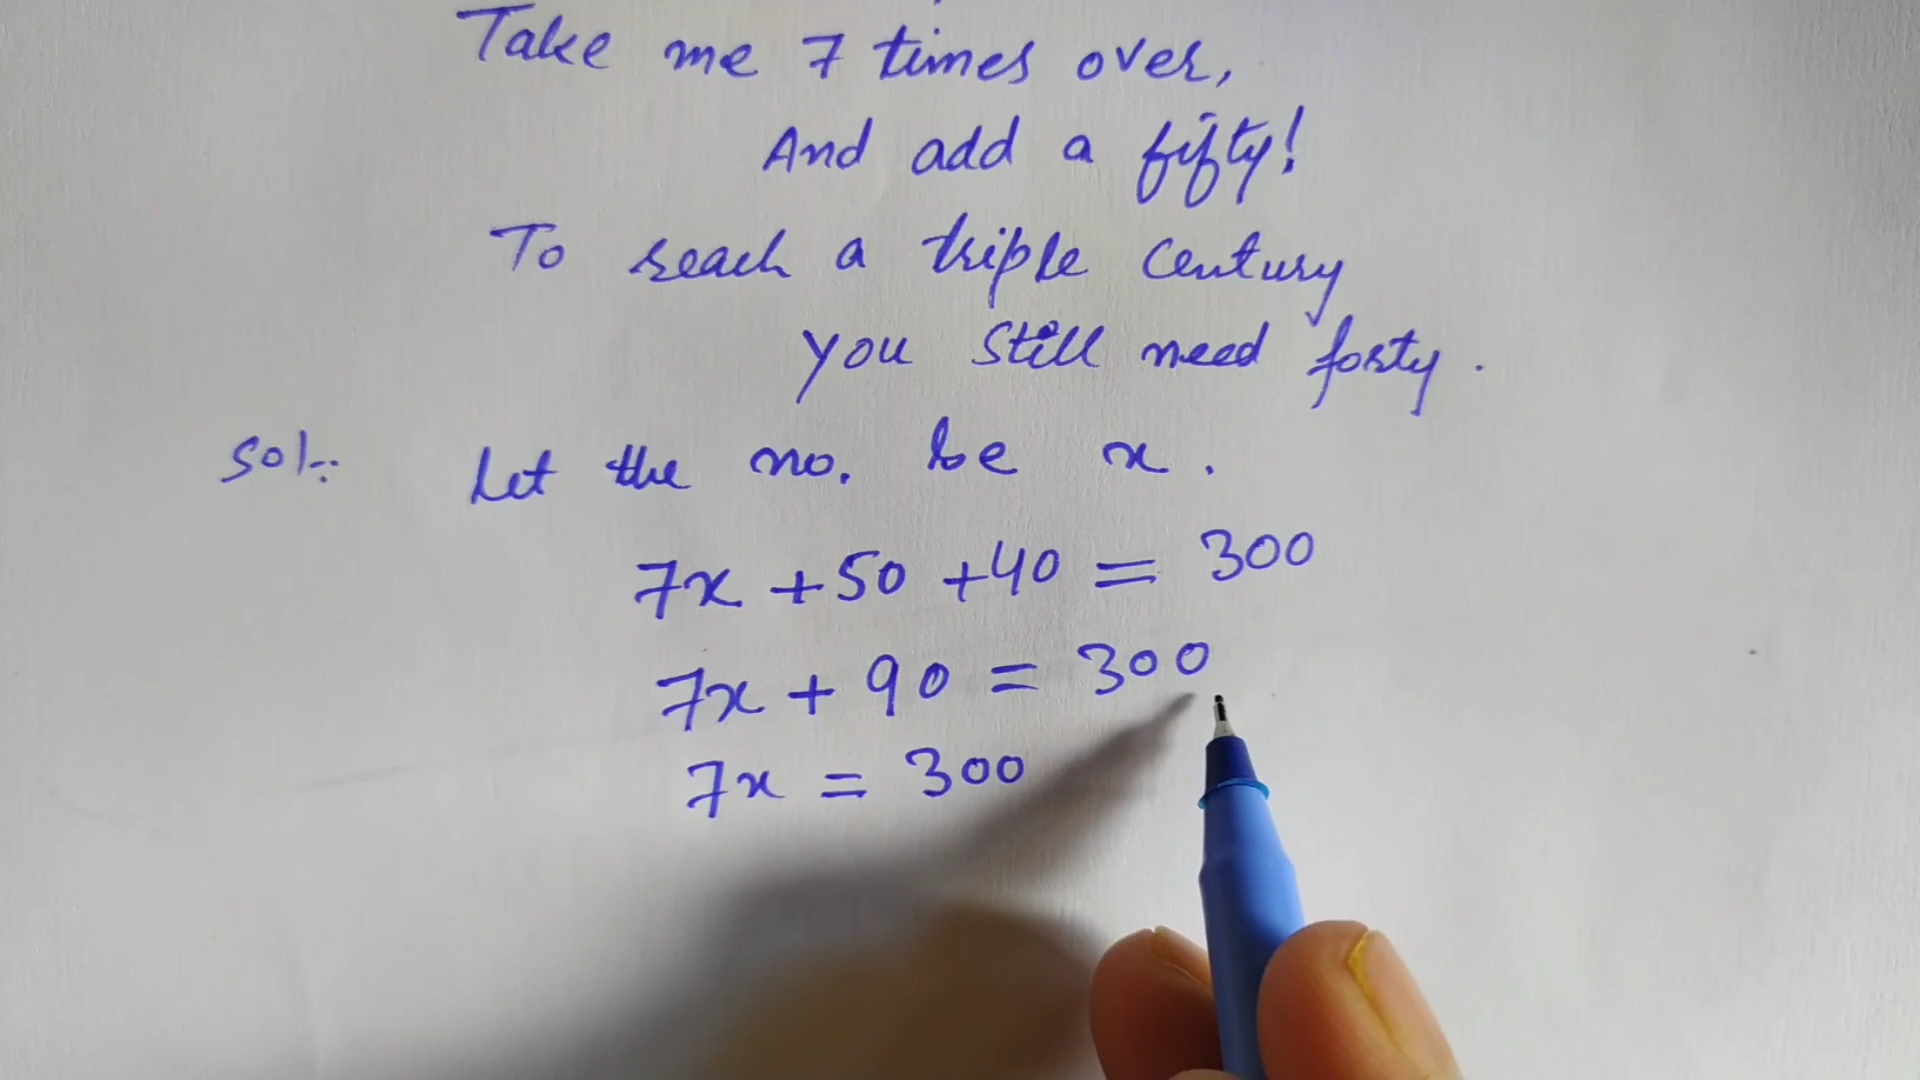 Take me 7 times over,
And add a fifty!
To reach a triple century
you still need forty.
Sol:-
Let the no. be x.
7x + 50 + 40 = 300
7x + 90 = 300
7x = 300